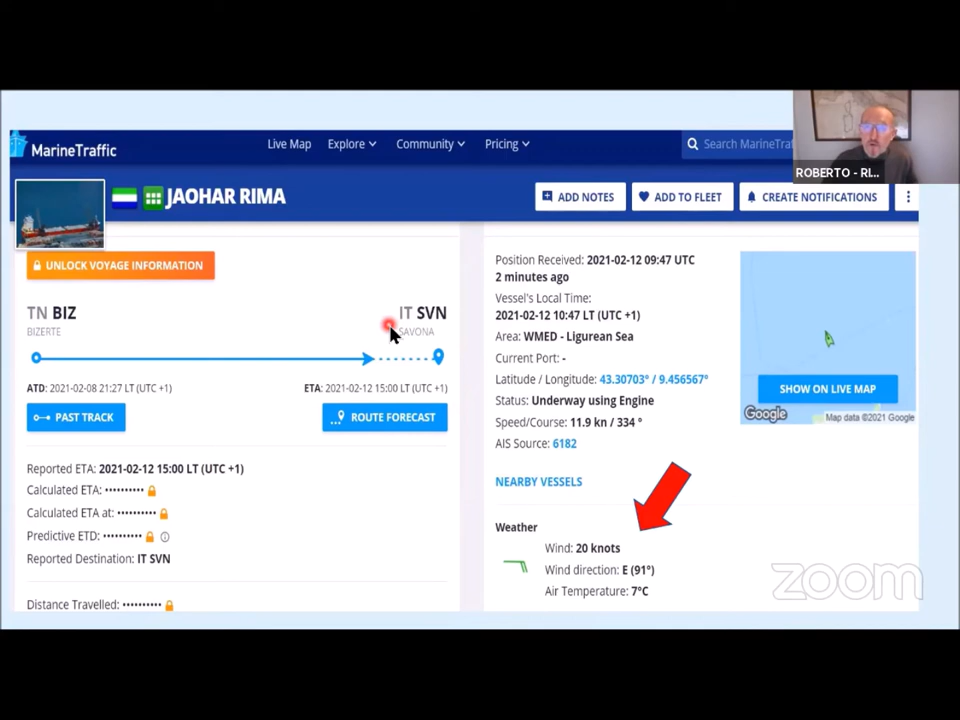 MarineTraffic
Live Map Explore Community Pricing
Search MarineTraf
ROBERTO - RI...
JAOHAR RIMA
ADD NOTES ADD TO FLEET CREATE NOTIFICATIONS
UNLOCK VOYAGE INFORMATION
TN BIZ
BIZERTE
IT SVN
SAVONA
ATD: 2021-02-08 21:27 LT (UTC +1)
ETA: 2021-02-12 15:00 LT (UTC +1)
PAST TRACK
ROUTE FORECAST
Reported ETA: 2021-02-12 15:00 LT (UTC +1)
Calculated ETA: ••••••••••
Calculated ETA at: ••••••••••
Predictive ETD: ••••••••••
Reported Destination: IT SVN
Distance Travelled: ••••••••••
Position Received: 2021-02-12 09:47 UTC
2 minutes ago
Vessel's Local Time:
2021-02-12 10:47 LT (UTC +1)
Area: WMED - Ligurean Sea
Current Port: -
Latitude / Longitude: 43.30703° / 9.456567°
Status: Underway using Engine
Speed/Course: 11.9 kn / 334 °
AIS Source: 6182
NEARBY VESSELS
Weather
Wind: 20 knots
Wind direction: E (91°)
Air Temperature: 7°C
SHOW ON LIVE MAP
Google
Map data ©2021 Google
zoom